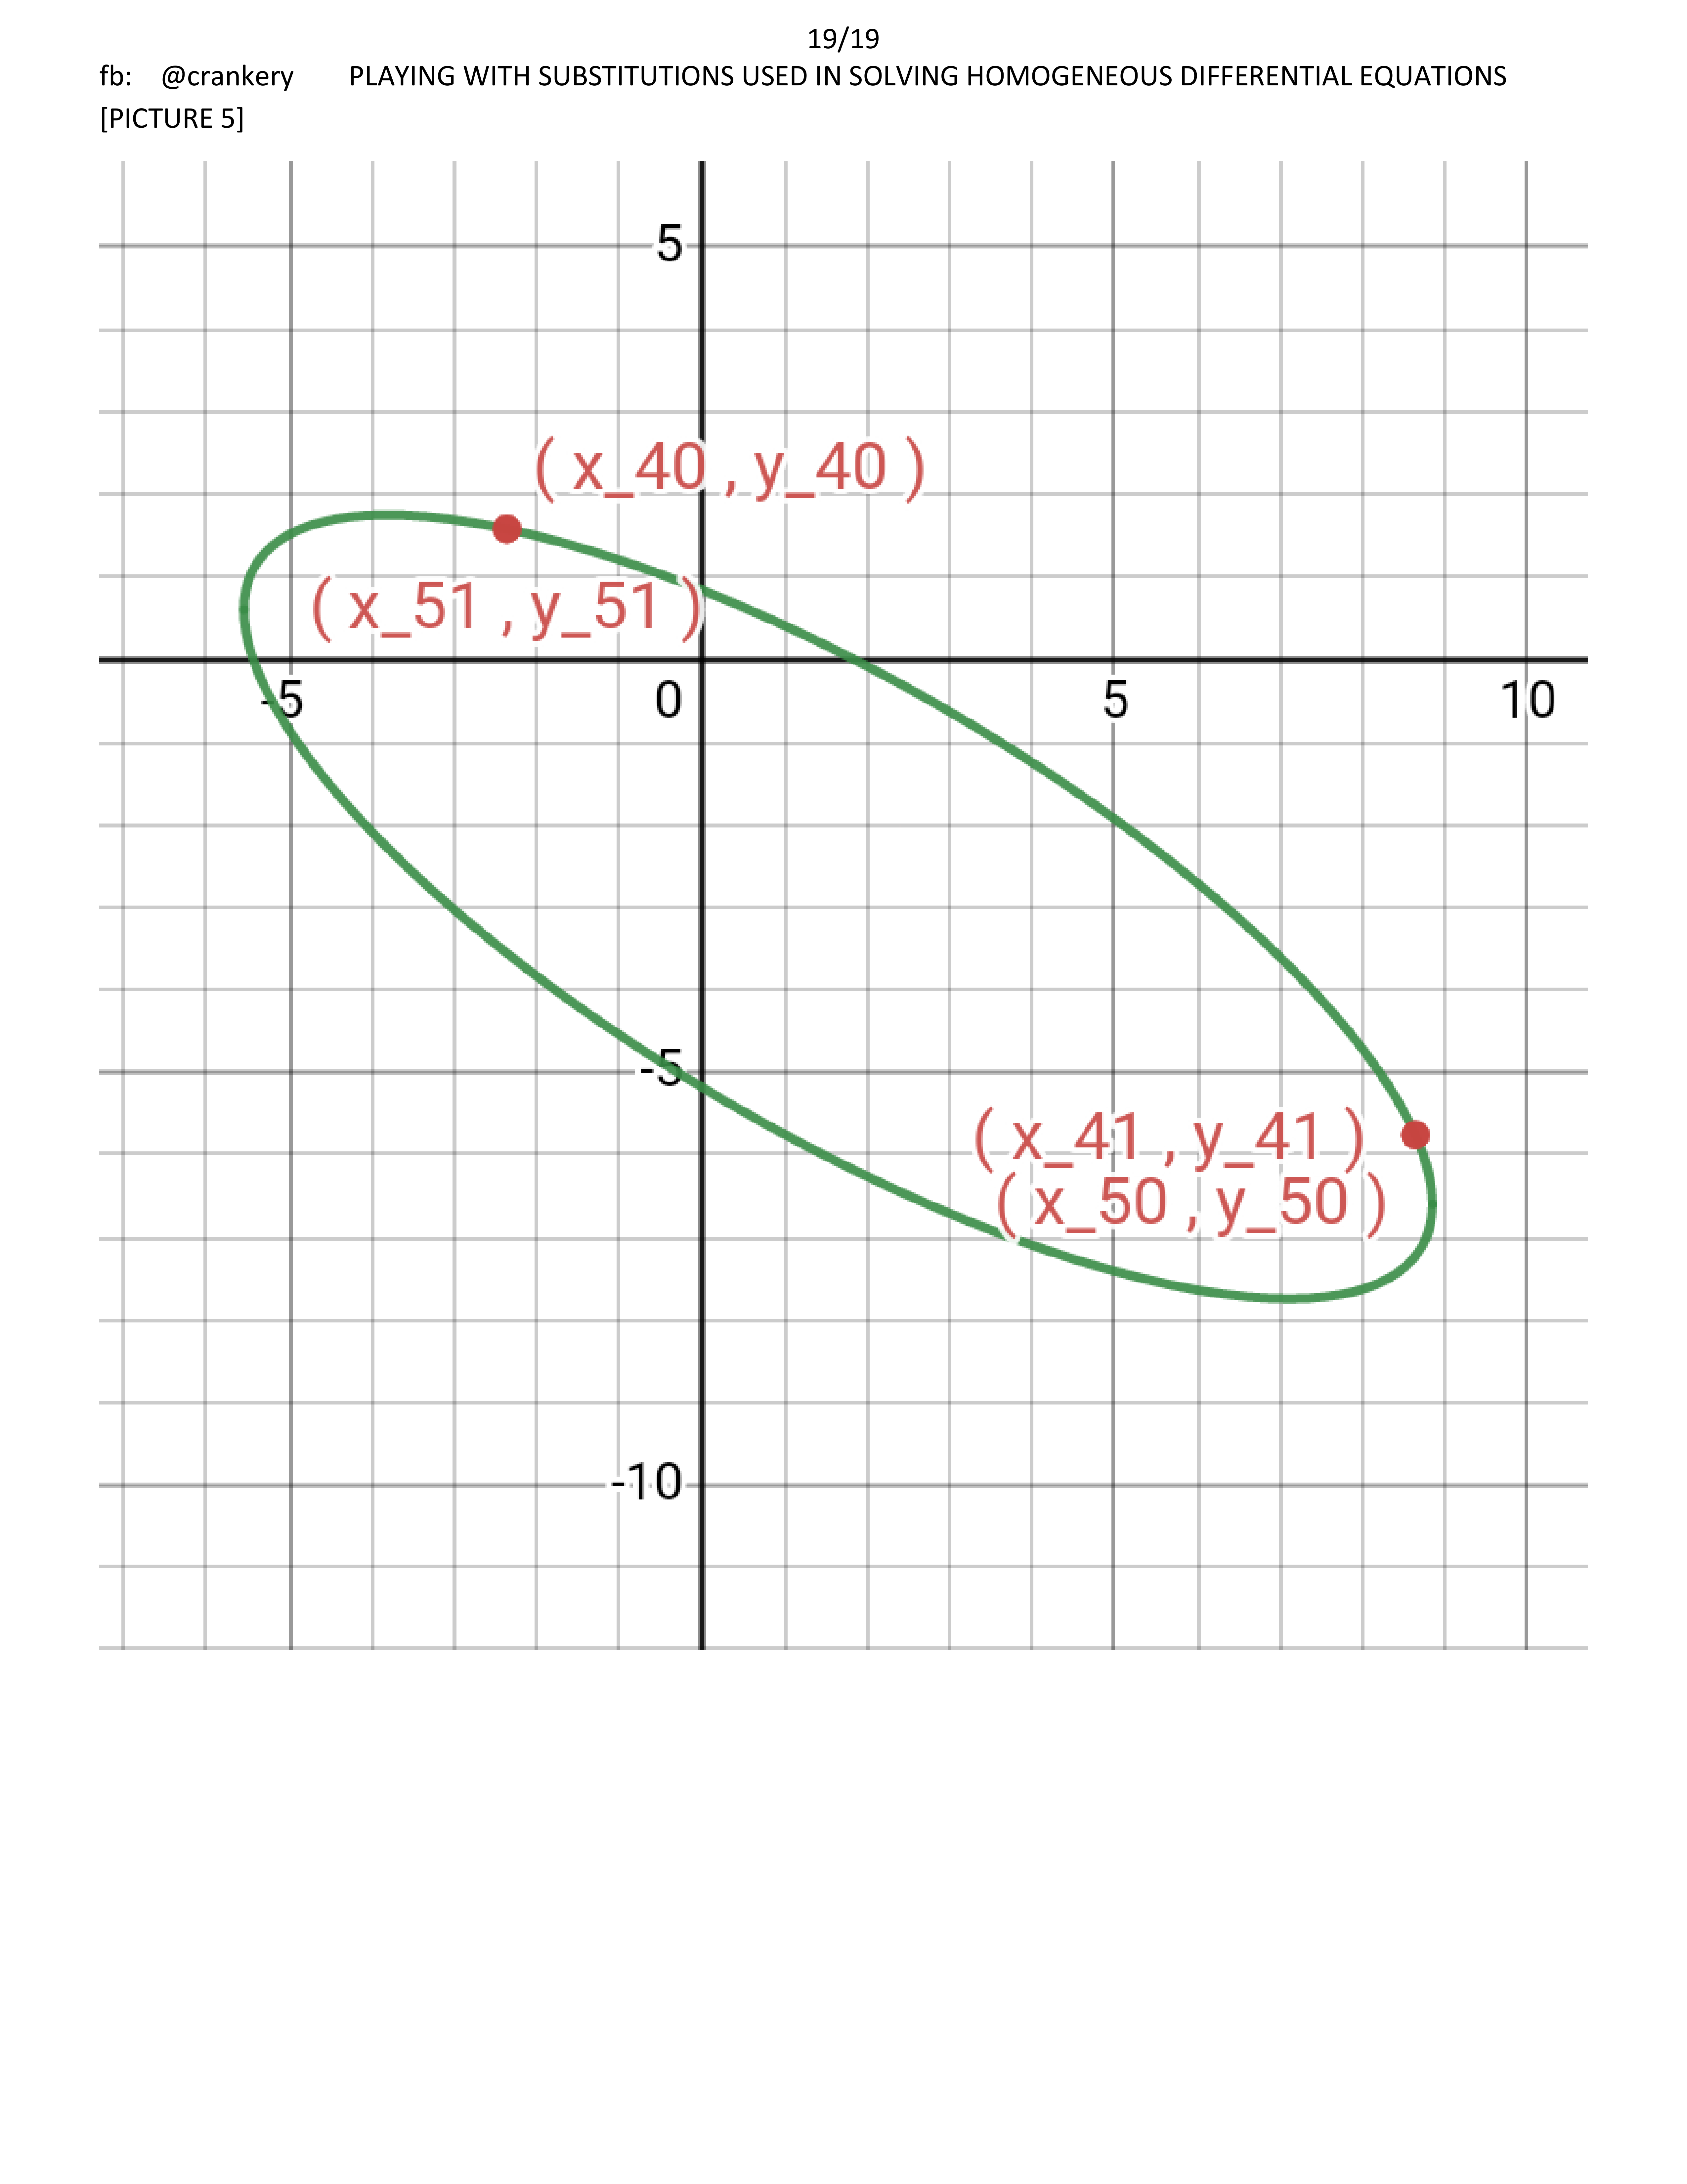 19/19
fb: @crankery PLAYING WITH SUBSTITUTIONS USED IN SOLVING HOMOGENEOUS DIFFERENTIAL EQUATIONS
[PICTURE 5]
5
( x_40 , y_40 )
( x_51 , y_51 )
-5 0 5 10
-5
( x_41 , y_41 )
( x_50 , y_50 )
-10